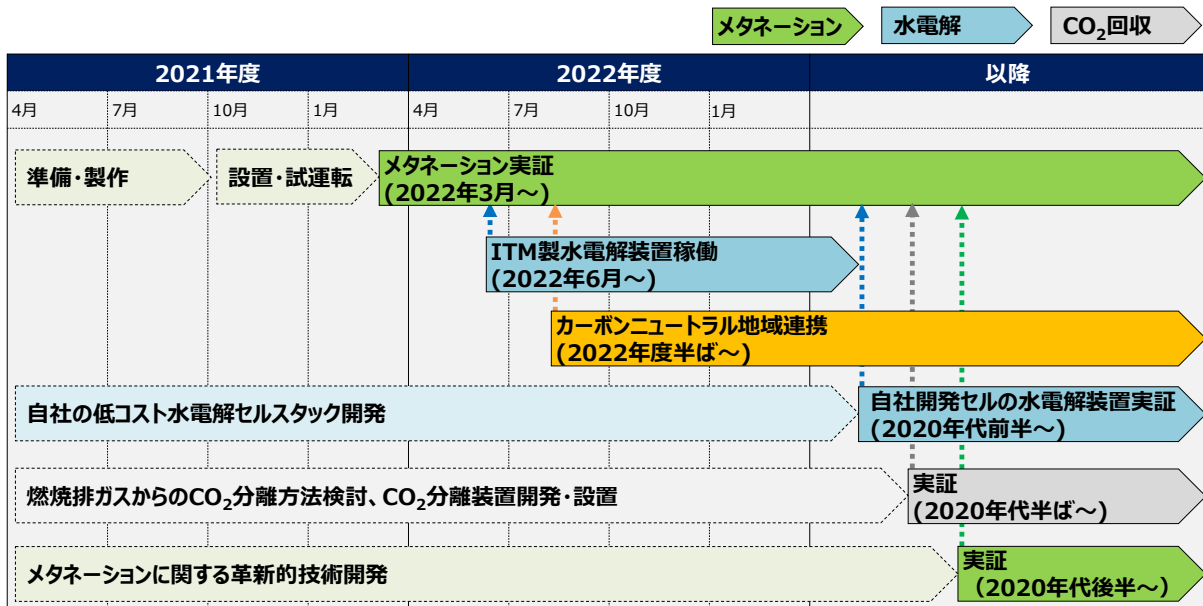 メタネーション
水電解
CO₂回収
2021年度
2022年度
以降
4月
7月
10月
1月
4月
7月
10月
1月
準備・製作
設置・試運転
メタネーション実証
(2022年3月～)
ITM製水電解装置稼働
(2022年6月～)
カーボンニュートラル地域連携
(2022年度半ば～)
自社の低コスト水電解セルスタック開発
自社開発セルの水電解装置実証
(2020年代前半～)
燃焼排ガスからのCO₂分離方法検討、CO₂分離装置開発・設置
実証
(2020年代半ば～)
メタネーションに関する革新的技術開発
実証
（2020年代後半～）